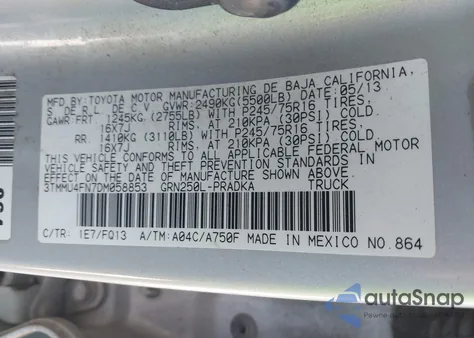 MFD.BY: TOYOTA MOTOR MANUFACTURING DE BAJA CALIFORNIA,
S. DE R.L. DE C.V. GVWR: 2490KG(5500LB) DATE: 05/13
GAWR: FRT. 1245KG (2755LB) WITH P245/75R16 TIRES,
16X7J RIMS, AT 210KPA (30PSI) COLD
RR. 1410KG (3110LB) WITH P245/75R16 TIRES,
16X7J RIMS, AT 210KPA (30PSI) COLD
THIS VEHICLE CONFORMS TO ALL APPLICABLE FEDERAL MOTOR
VEHICLE SAFETY AND THEFT PREVENTION STANDARDS IN
EFFECT ON THE DATE OF MANUFACTURE SHOWN ABOVE.
3TMMU4FN7DM058853 GRN250L-PRADKA TRUCK
C/TR: 1E7/FQ13 A/TM: A04C/A750F MADE IN MEXICO NO.864
autoSnap